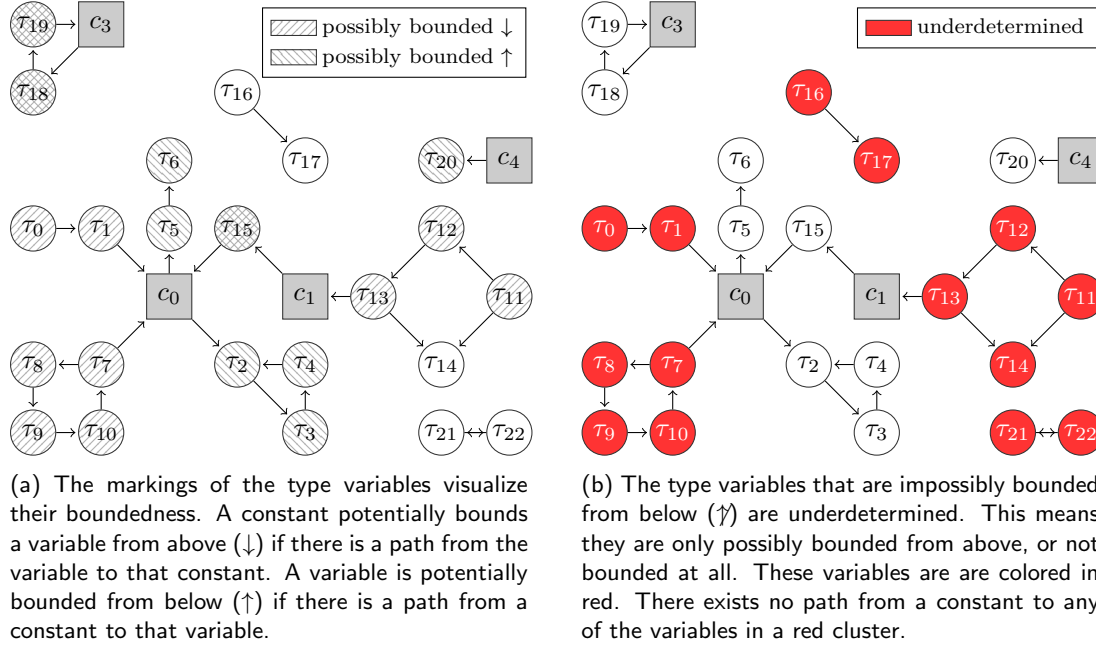 τ19
c3
possibly bounded ↓
possibly bounded ↑
τ18
τ16
τ6
τ17
τ20
c4
τ0
τ1
τ5
τ15
τ12
c0
c1
τ13
τ11
τ8
τ7
τ2
τ4
τ14
τ9
τ10
τ3
τ21
τ22
(a) The markings of the type variables visualize
their boundedness. A constant potentially bounds
a variable from above (↓) if there is a path from the
variable to that constant. A variable is potentially
bounded from below (↑) if there is a path from a
constant to that variable.
τ19
c3
underdetermined
τ18
τ16
τ6
τ17
τ20
c4
τ0
τ1
τ5
τ15
τ12
c0
c1
τ13
τ11
τ8
τ7
τ2
τ4
τ14
τ9
τ10
τ3
τ21
τ22
(b) The type variables that are impossibly bounded
from below (↑̸) are underdetermined. This means
they are only possibly bounded from above, or not
bounded at all. These variables are are colored in
red. There exists no path from a constant to any
of the variables in a red cluster.